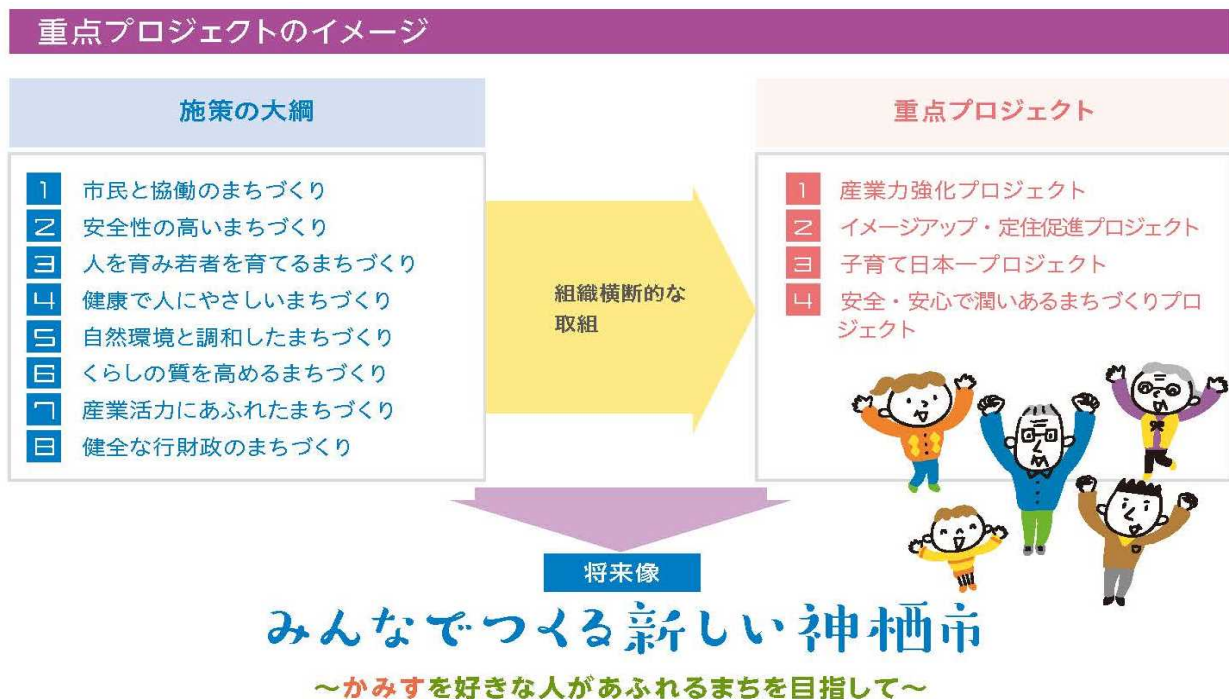 重点プロジェクトのイメージ
施策の大綱
1 市民と協働のまちづくり
2 安全性の高いまちづくり
3 人を育み若者を育てるまちづくり
4 健康で人にやさしいまちづくり
5 自然環境と調和したまちづくり
6 くらしの質を高めるまちづくり
7 産業活力にあふれたまちづくり
8 健全な行財政のまちづくり
組織横断的な
取組
重点プロジェクト
1 産業力強化プロジェクト
2 イメージアップ・定住促進プロジェクト
3 子育て日本一プロジェクト
4 安全・安心で潤いあるまちづくりプロ
ジェクト
将来像
みんなでつくる新しい神栖市
～かみすを好きな人があふれるまちを目指して～